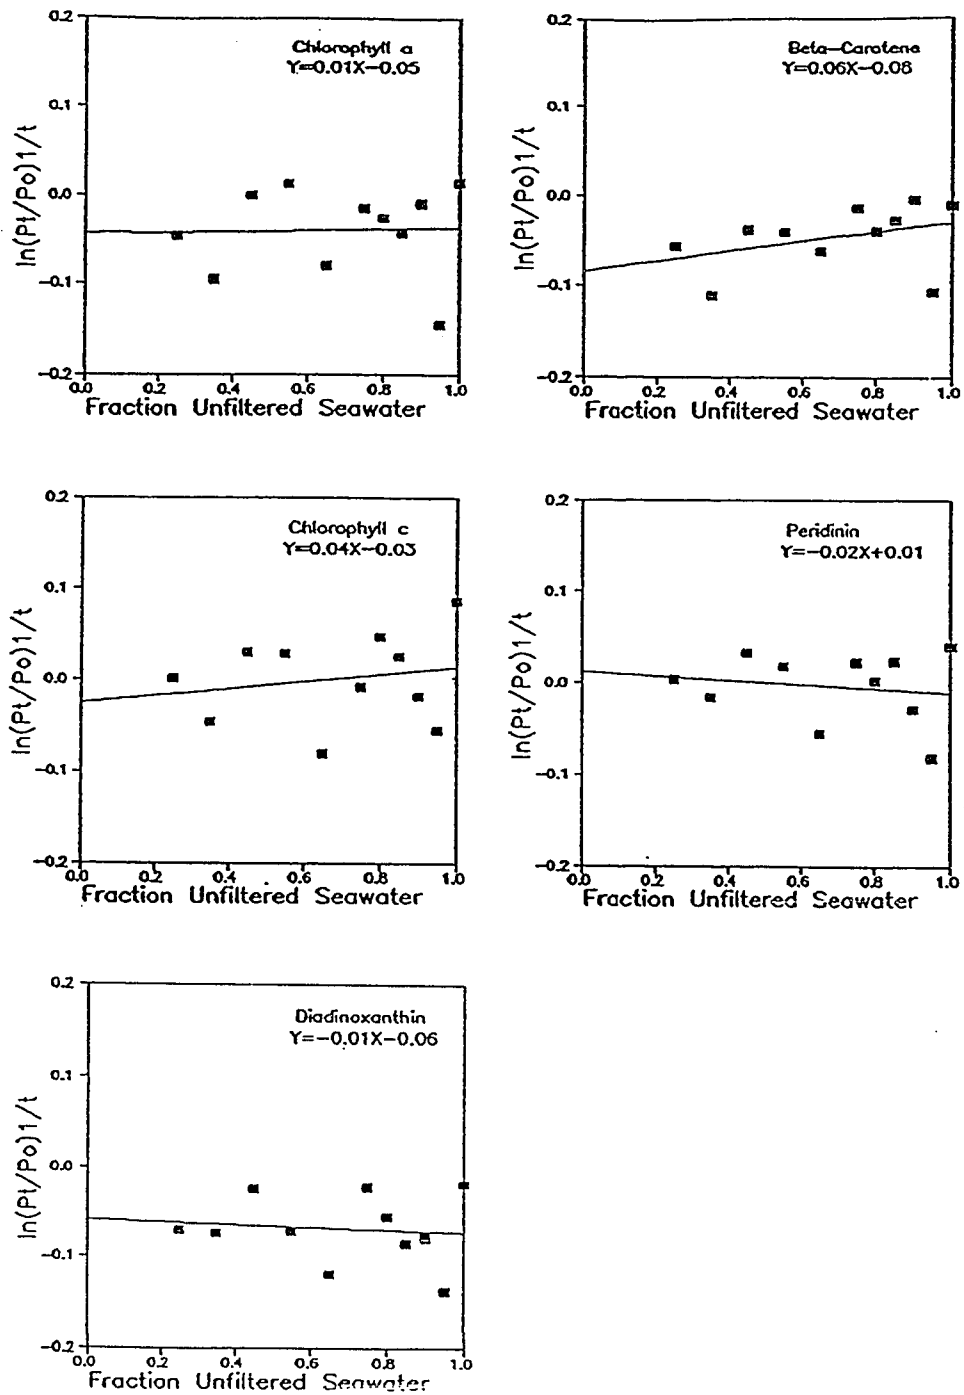 Chlorophyll a
Y=0.01X−0.05
0.2
0.1
0.0
−0.1
−0.2
ln(Pt/Po)1/t
0.0 0.2 0.4 0.6 0.8 1.0
Fraction Unfiltered Seawater
Beta−Carotene
Y=0.06X−0.08
0.2
0.1
0.0
−0.1
−0.2
ln(Pt/Po)1/t
0.0 0.2 0.4 0.6 0.8 1.0
Fraction Unfiltered Seawater
Chlorophyll c
Y=0.04X−0.03
0.2
0.1
0.0
−0.1
−0.2
ln(Pt/Po)1/t
0.0 0.2 0.4 0.6 0.8 1.0
Fraction Unfiltered Seawater
Peridinin
Y=−0.02X+0.01
0.2
0.1
0.0
−0.1
−0.2
ln(Pt/Po)1/t
0.0 0.2 0.4 0.6 0.8 1.0
Fraction Unfiltered Seawater
Diadinoxanthin
Y=−0.01X−0.06
0.2
0.1
0.0
−0.1
−0.2
ln(Pt/Po)1/t
0.0 0.2 0.4 0.6 0.8 1.0
Fraction Unfiltered Seawater